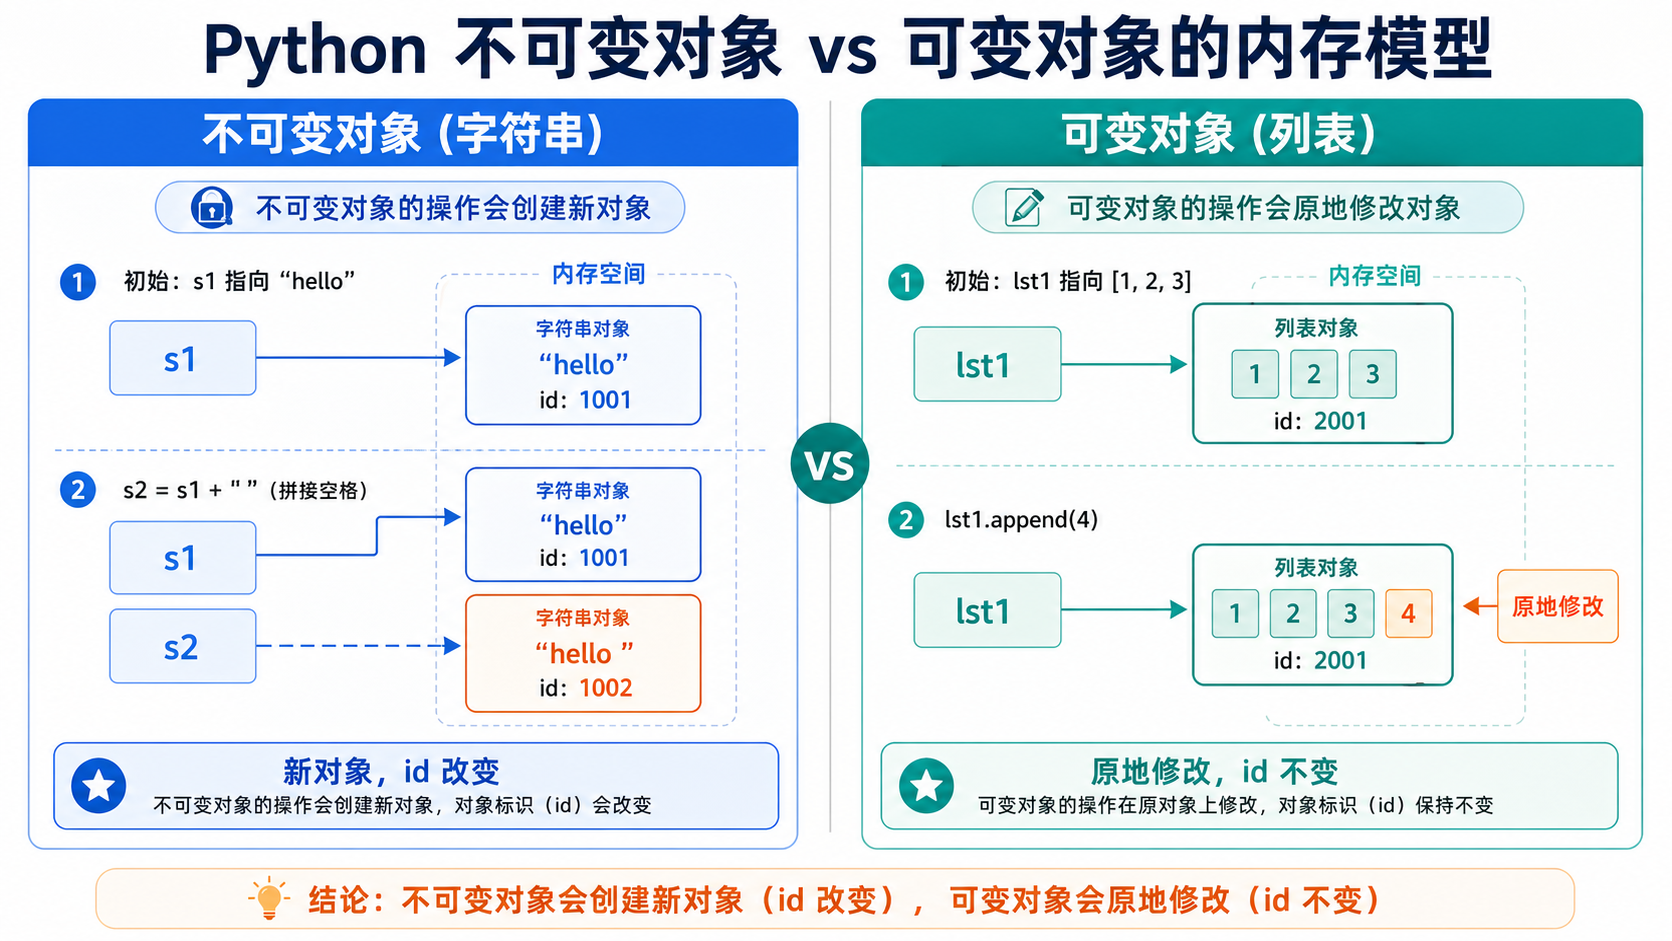 Python 不可变对象 vs 可变对象的内存模型
不可变对象 (字符串)
不可变对象的操作会创建新对象
1
初始：s1 指向 “hello”
内存空间
s1
字符串对象
“hello”
id: 1001
2
s2 = s1 + " ”（拼接空格）
s1
字符串对象
“hello”
id: 1001
s2
字符串对象
“hello ”
id: 1002
新对象，id 改变
不可变对象的操作会创建新对象，对象标识（id）会改变
VS
可变对象 (列表)
可变对象的操作会原地修改对象
1
初始：lst1 指向 [1, 2, 3]
内存空间
lst1
列表对象
1 2 3
id: 2001
2
lst1.append(4)
lst1
列表对象
1 2 3 4
id: 2001
原地修改
原地修改，id 不变
可变对象的操作在原对象上修改，对象标识（id）保持不变
结论：不可变对象会创建新对象（id 改变），可变对象会原地修改（id 不变）